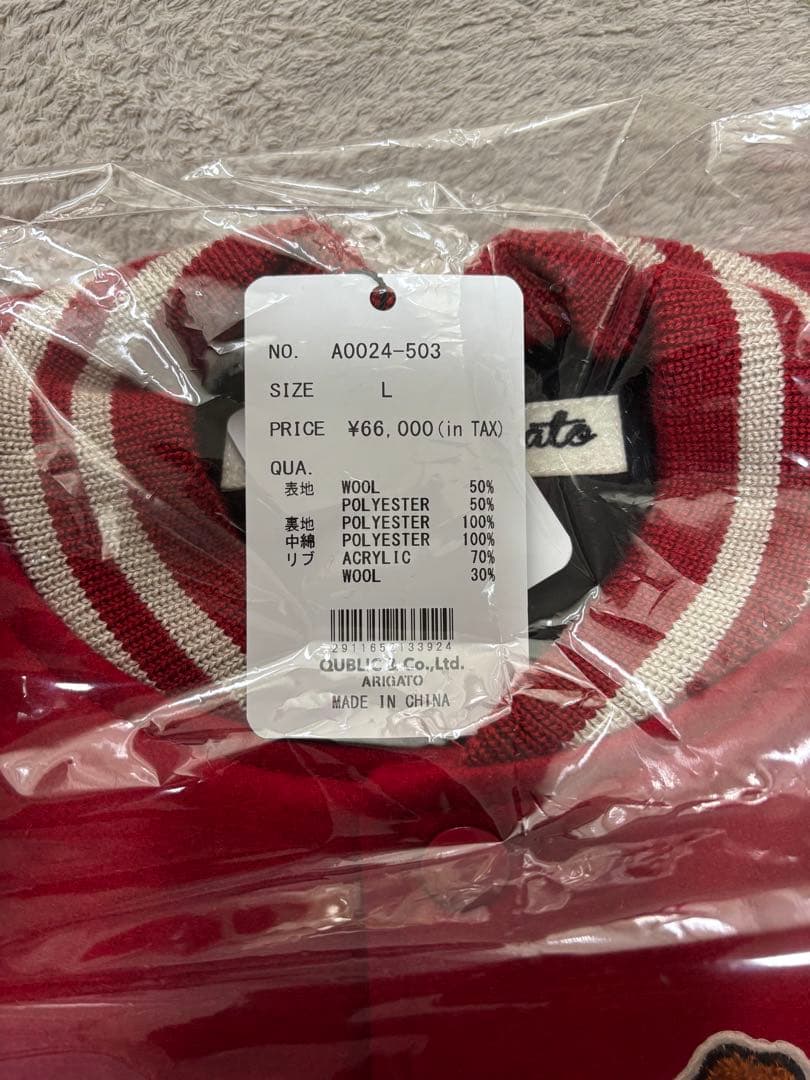 NO. A0024-503
SIZE L
PRICE ¥66,000(in TAX)
QUA.
表地 WOOL 50%
POLYESTER 50%
裏地 POLYESTER 100%
中綿 POLYESTER 100%
リブ ACRYLIC 70%
WOOL 30%
QUBLIC & Co.,Ltd.
ARIGATO
MADE IN CHINA
ato